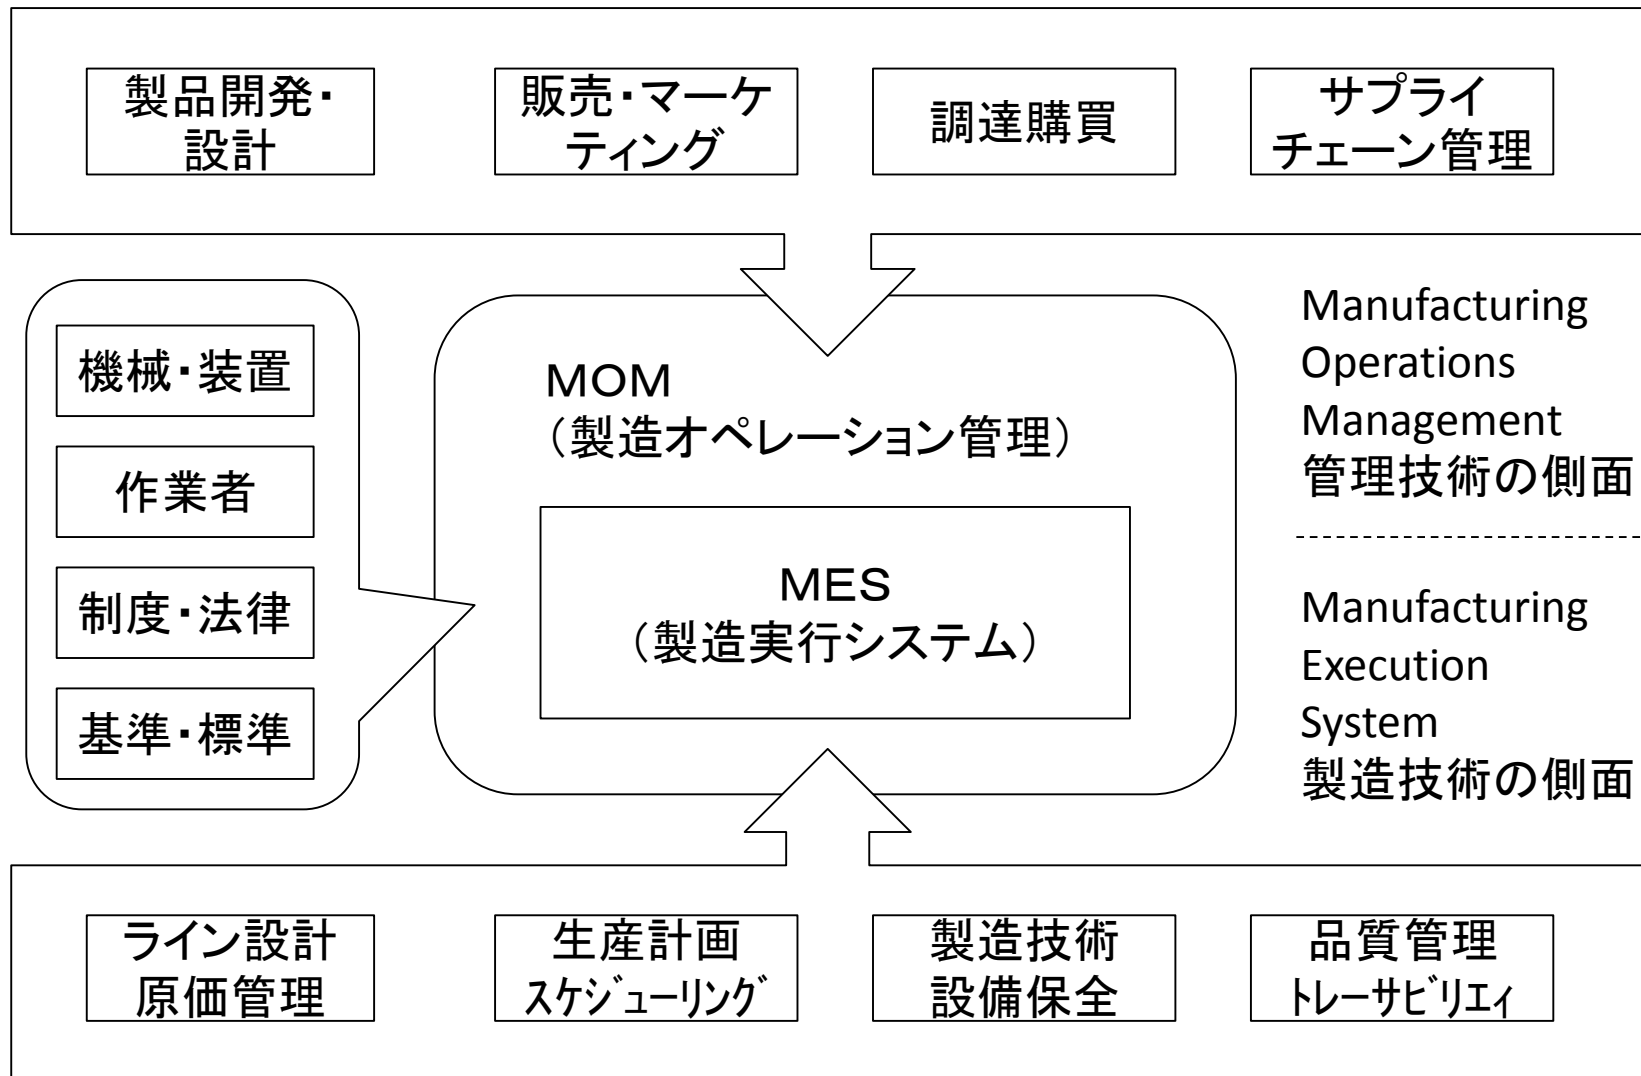 製品開発・
設計
販売・マーケ
ティング
調達購買
サプライ
チェーン管理
機械・装置
作業者
制度・法律
基準・標準
MOM
（製造オペレーション管理）
MES
（製造実行システム）
Manufacturing
Operations
Management
管理技術の側面
Manufacturing
Execution
System
製造技術の側面
ライン設計
原価管理
生産計画
ｽｹｼﾞｭｰﾘﾝｸﾞ
製造技術
設備保全
品質管理
ﾄﾚｰｻﾋﾞﾘｴｨ